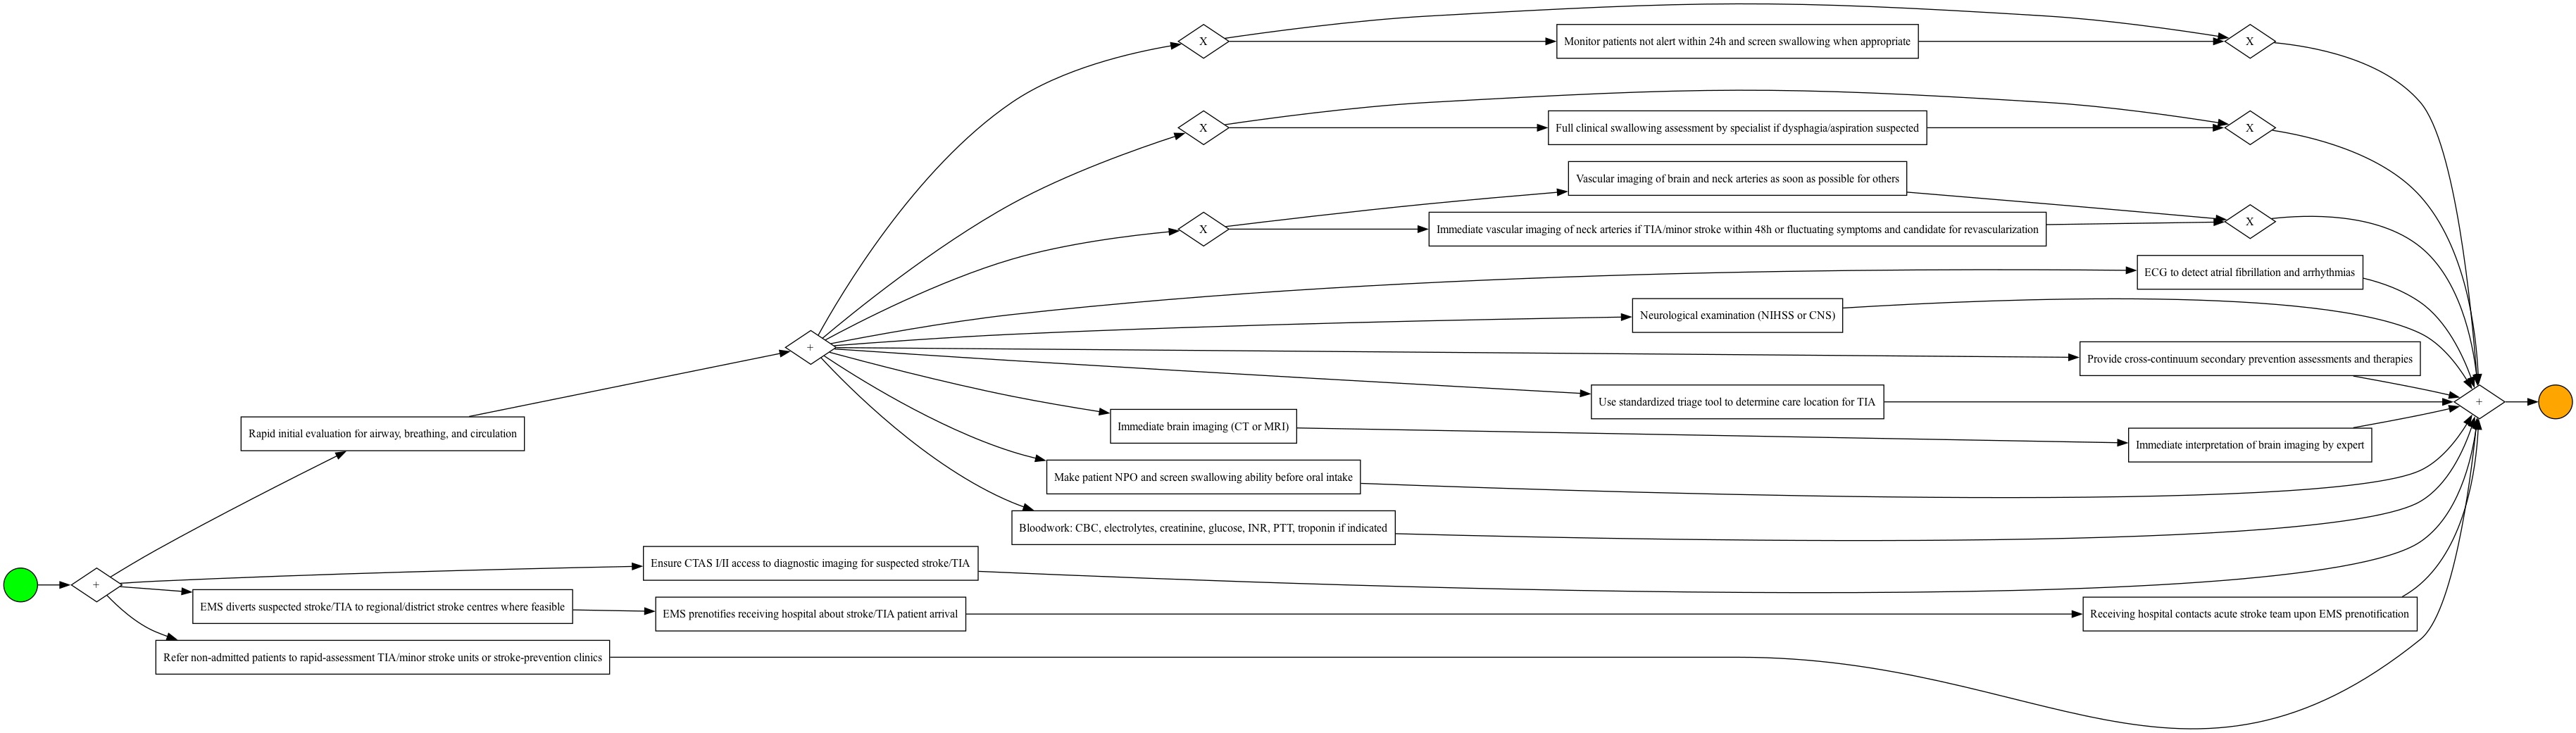 X
Monitor patients not alert within 24h and screen swallowing when appropriate
X
X
Full clinical swallowing assessment by specialist if dysphagia/aspiration suspected
X
Vascular imaging of brain and neck arteries as soon as possible for others
X
Immediate vascular imaging of neck arteries if TIA/minor stroke within 48h or fluctuating symptoms and candidate for revascularization
X
ECG to detect atrial fibrillation and arrhythmias
Neurological examination (NIHSS or CNS)
+
Provide cross-continuum secondary prevention assessments and therapies
Use standardized triage tool to determine care location for TIA
+
Immediate brain imaging (CT or MRI)
Rapid initial evaluation for airway, breathing, and circulation
Immediate interpretation of brain imaging by expert
Make patient NPO and screen swallowing ability before oral intake
Bloodwork: CBC, electrolytes, creatinine, glucose, INR, PTT, troponin if indicated
Ensure CTAS I/II access to diagnostic imaging for suspected stroke/TIA
+
EMS diverts suspected stroke/TIA to regional/district stroke centres where feasible
EMS prenotifies receiving hospital about stroke/TIA patient arrival
Receiving hospital contacts acute stroke team upon EMS prenotification
Refer non-admitted patients to rapid-assessment TIA/minor stroke units or stroke-prevention clinics